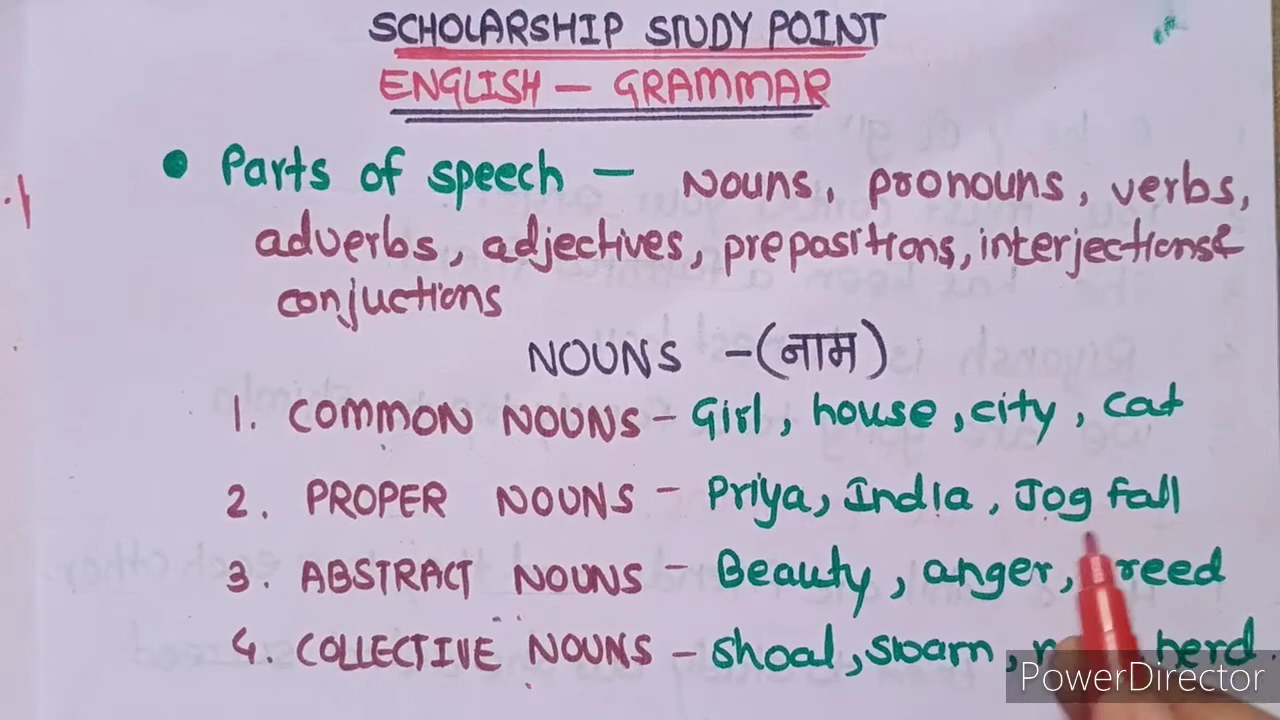 SCHOLARSHIP STUDY POINT
ENGLISH — GRAMMAR
• Parts of speech — Nouns, pronouns, verbs,
adverbs, adjectives, prepositions, interjections &
conjuctions
NOUNS - (नाम)
1. COMMON NOUNS - Girl, house, city, cat
2. PROPER NOUNS - Priya, India, Jog fall
3. ABSTRACT NOUNS - Beauty, anger,
4. COLLECTIVE NOUNS - shoal, swarm, herd.
PowerDirector